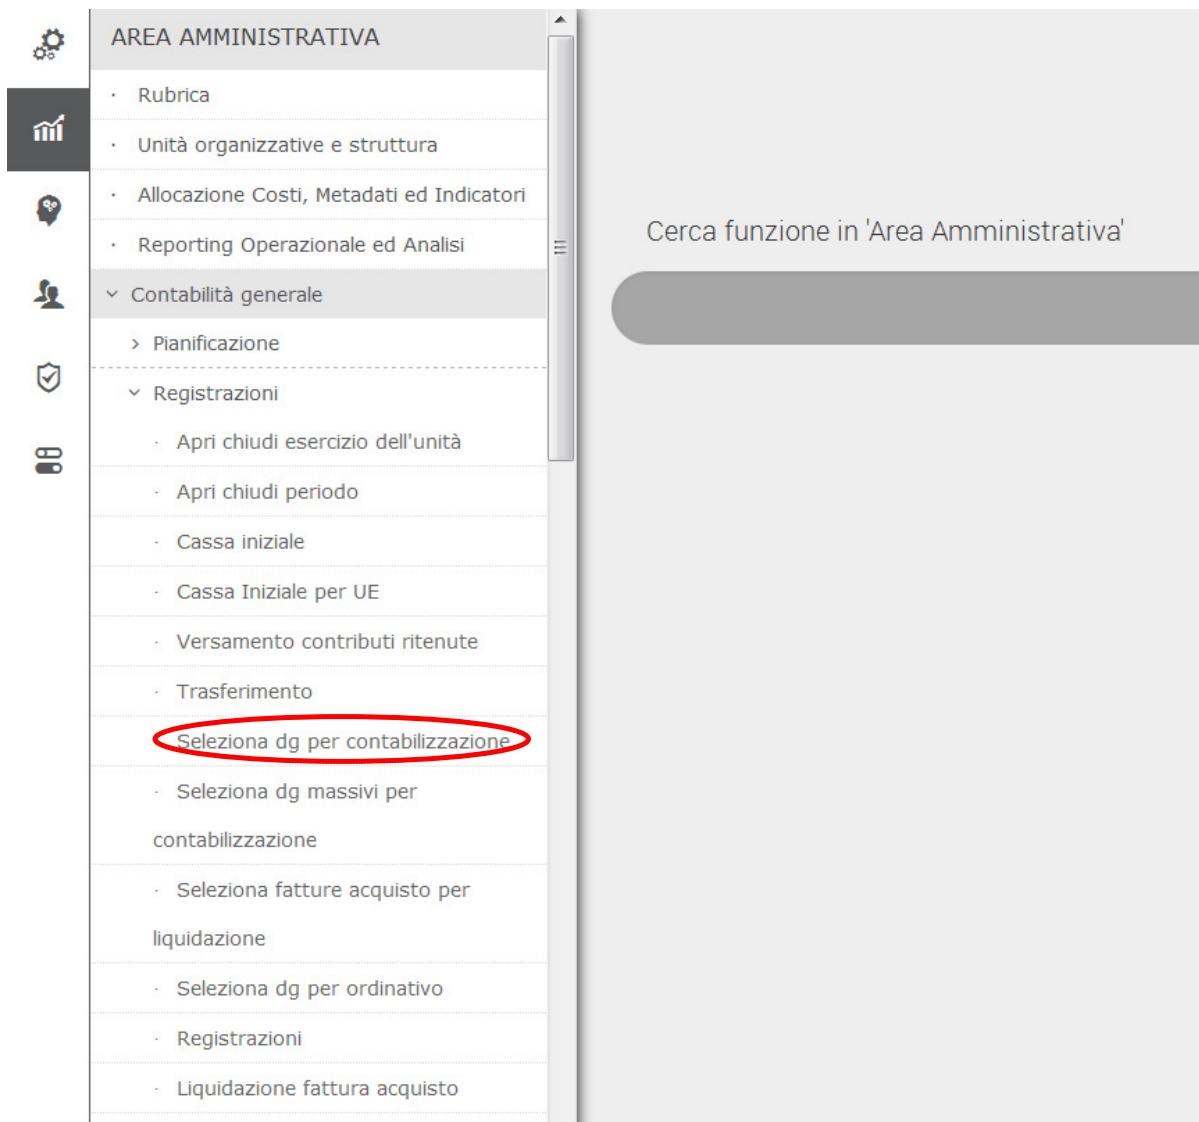 AREA AMMINISTRATIVA
· Rubrica
· Unità organizzative e struttura
· Allocazione Costi, Metadati ed Indicatori
· Reporting Operazionale ed Analisi
Contabilità generale
Pianificazione
Registrazioni
· Apri chiudi esercizio dell'unità
· Apri chiudi periodo
· Cassa iniziale
· Cassa Iniziale per UE
· Versamento contributi ritenute
· Trasferimento
Seleziona dg per contabilizzazione
· Seleziona dg massivi per
contabilizzazione
· Seleziona fatture acquisto per
liquidazione
· Seleziona dg per ordinativo
· Registrazioni
· Liquidazione fattura acquisto
Cerca funzione in 'Area Amministrativa'